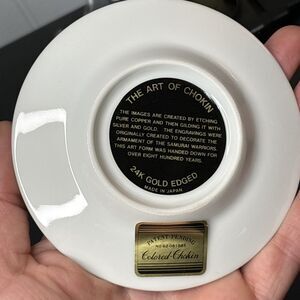 THE ART OF CHOKIN
THE IMAGES ARE CREATED BY ETCHING
PURE COPPER AND THEN GILDING IT WITH
SILVER AND GOLD. THE ENGRAVINGS WERE
ORIGINALLY CREATED TO DECORATE THE
ARMAMENT OF THE SAMURAI WARRIORS.
THIS ART FORM WAS HANDED DOWN FOR
OVER EIGHT HUNDRED YEARS.
24K GOLD EDGED
MADE IN JAPAN
PATENT PENDING
Colored-Chokin